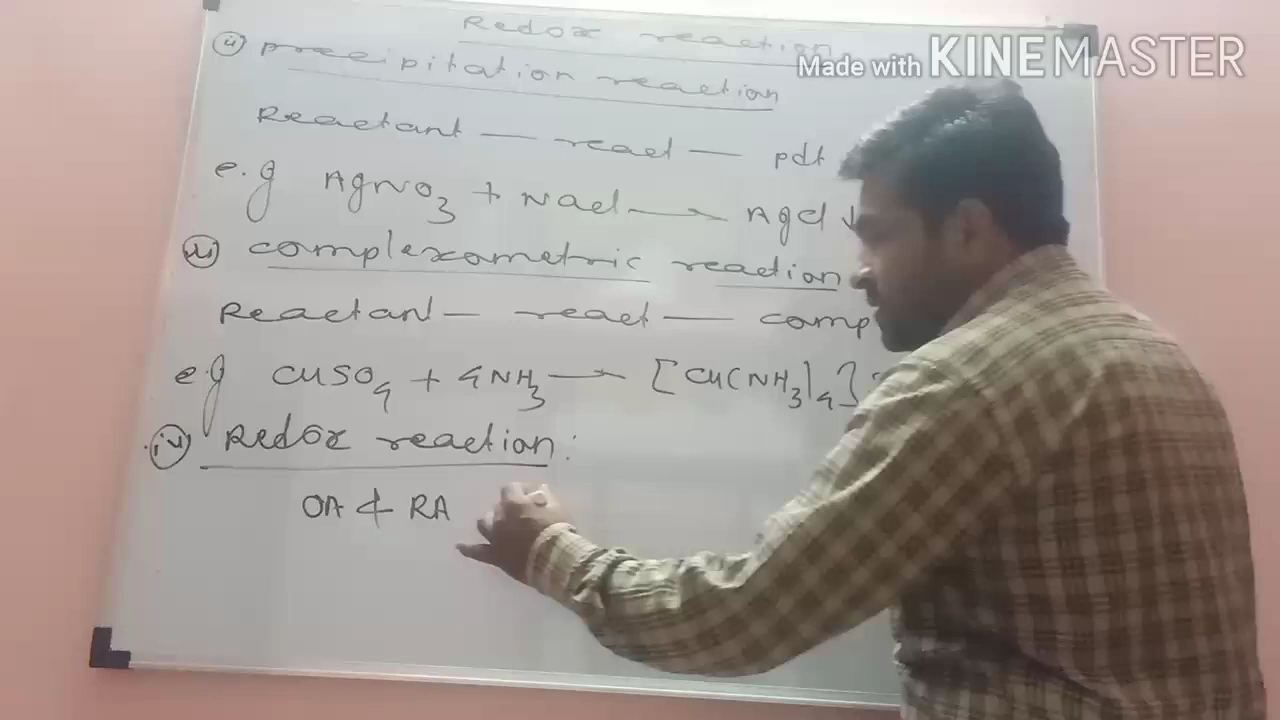 Redox reaction
Made with KINEMASTER
(ii) precipitation reaction
Reactant — react — pdt
e.g AgNO3 + NaCl → AgCl ↓
(iii) complexometric reaction
Reactant — react — comp
e.g CuSO4 + 4NH3 → [Cu(NH3)4]
(iv) Redox reaction:
OA & RA